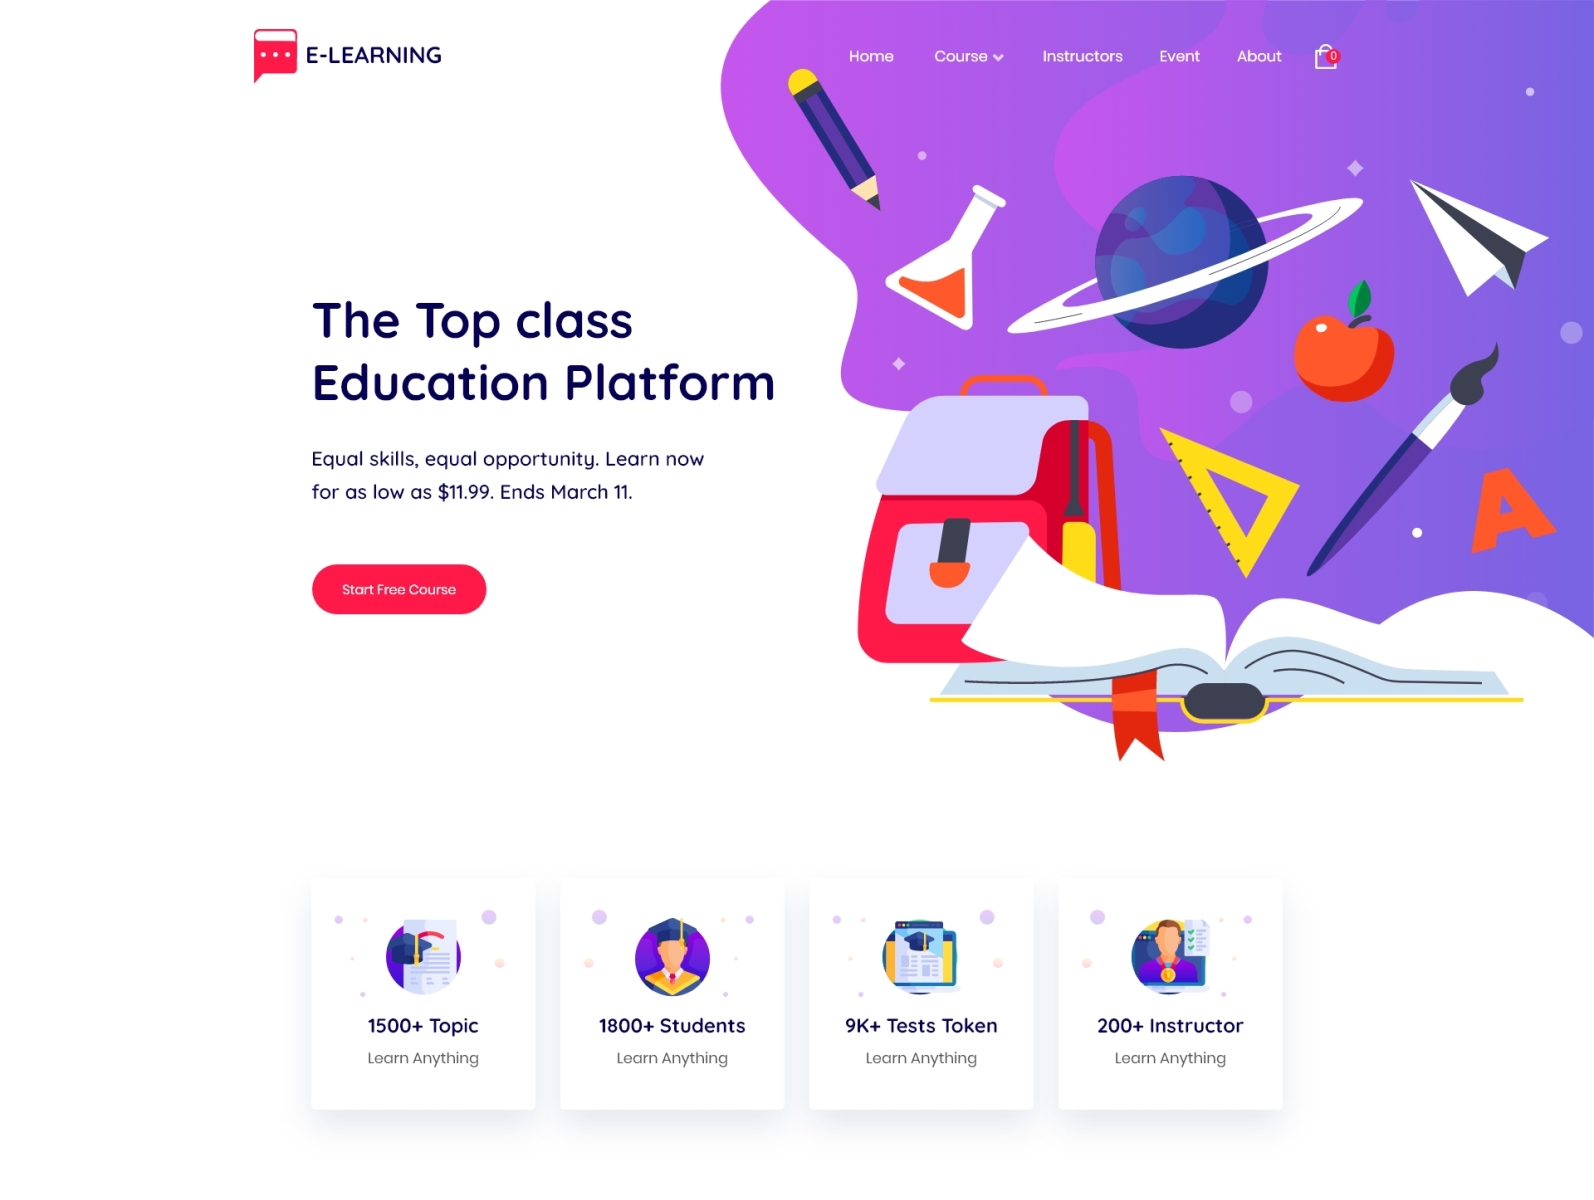 E-LEARNING
Home
Course
Instructors
Event
About
0
The Top class
Education Platform
Equal skills, equal opportunity. Learn now
for as low as $11.99. Ends March 11.
Start Free Course
A
1500+ Topic
Learn Anything
1800+ Students
Learn Anything
9K+ Tests Token
Learn Anything
200+ Instructor
Learn Anything